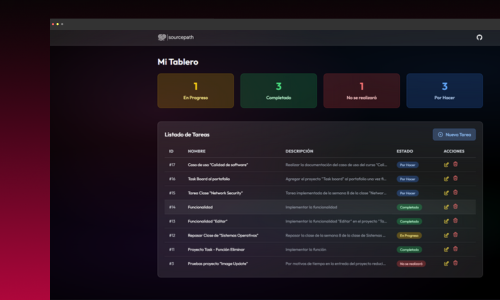 sourcepath
Mi Tablero
1 3 1 3
En Progreso Completado No se realizará Por Hacer
Listado de Tareas Nueva Tarea
ID NOMBRE DESCRIPCIÓN ESTADO ACCIONES
#17 Caso de uso "Calidad de software" Realizar la documentación del caso de uso del curso "Cali... Por Hacer
#16 Task Board al portafolio Agregar el proyecto "Task board" al portafolio una vez fi... Por Hacer
#15 Tarea Clase "Network Security" Tarea implementada de la semana 8 de la clase "Networ... Por Hacer
#14 Funcionalidad Implementar la funcionalidad Completado
#13 Funcionalidad "Editar" Implementar la funcionalidad "Editar" en el proyecto "Ta... Completado
#12 Repasar Clase de "Sistemas Operativos" Repasar la clase de la semana 8 de la clase de Sistemas... En Progreso
#11 Proyecto Task - Función Eliminar Implementar la función Completado
#3 Pruebas proyecto "Image Update" Por motivos de tiempo en la entrada del proyecto redac... No se realizará